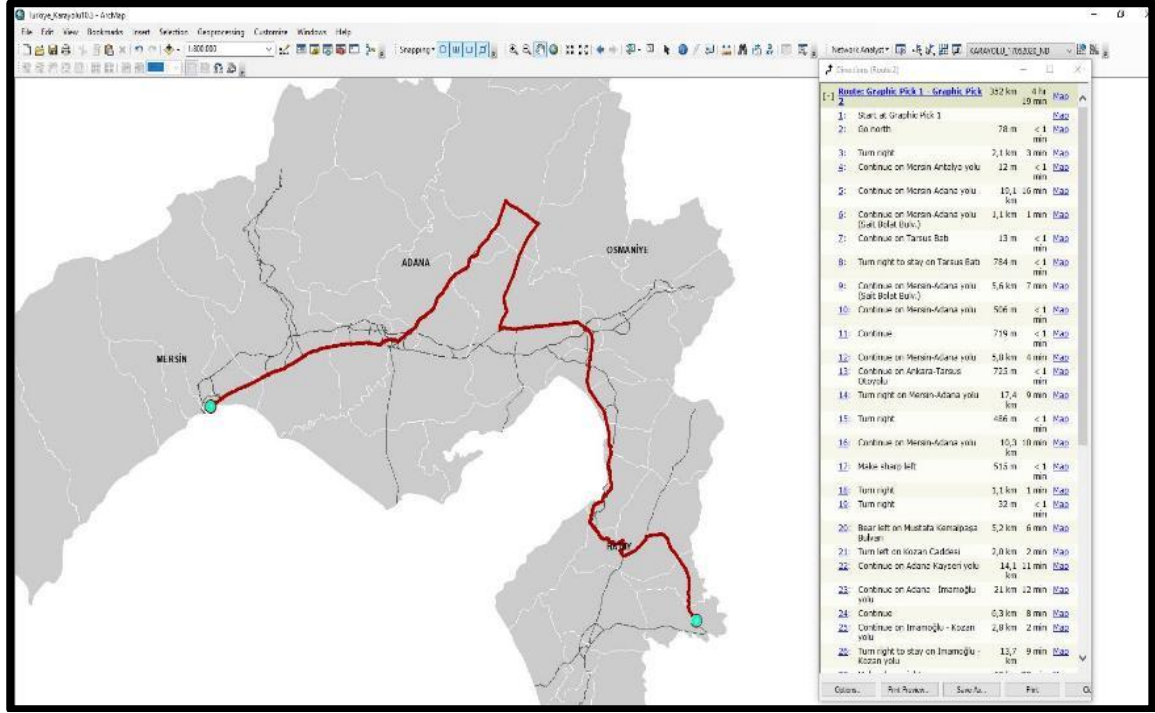 Turkiye_Karayolu10.3 - ArcMap
File Edit View Bookmarks Insert Selection Geoprocessing Customize Windows Help
1:800.000
Snapping
Network Analyst
KARAYOLU_17052020_ND
Directions (Route 2)
OSMANİYE
ADANA
MERSİN
HATAY
[-] Route: Graphic Pick 1 - Graphic Pick 2 352 km 4 hr 19 min Map
1: Start at Graphic Pick 1 Map
2: Go north 78 m < 1 min Map
3: Turn right 2,1 km 3 min Map
4: Continue on Mersin Antalya yolu 12 m < 1 min Map
5: Continue on Mersin Adana yolu 19,1 km 16 min Map
6: Continue on Mersin-Adana yolu (Sait Bolat Bulv.) 1,1 km 1 min Map
7: Continue on Tarsus Batı 13 m < 1 min Map
8: Turn right to stay on Tarsus Batı 784 m < 1 min Map
9: Continue on Mersin-Adana yolu (Sait Bolat Bulv.) 5,6 km 7 min Map
10: Continue on Mersin-Adana yolu 506 m < 1 min Map
11: Continue 719 m < 1 min Map
12: Continue on Mersin-Adana yolu 5,8 km 4 min Map
13: Continue on Ankara-Tarsus Otoyolu 723 m < 1 min Map
14: Turn right on Mersin-Adana yolu 17,4 km 9 min Map
15: Turn right 486 m < 1 min Map
16: Continue on Mersin-Adana yolu 10,3 km 10 min Map
17: Make sharp left 515 m < 1 min Map
18: Turn right 1,1 km 1 min Map
19: Turn right 32 m < 1 min Map
20: Bear left on Mustafa Kemalpaşa Bulvarı 5,2 km 6 min Map
21: Turn left on Kozan Caddesi 2,0 km 2 min Map
22: Continue on Adana Kayseri yolu 14,1 km 11 min Map
23: Continue on Adana - İmamoğlu yolu 21 km 12 min Map
24: Continue 6,3 km 8 min Map
25: Continue on İmamoğlu - Kozan yolu 2,8 km 2 min Map
26: Turn right to stay on İmamoğlu - Kozan yolu 13,7 km 9 min Map
Options... Print Preview... Save As... Print